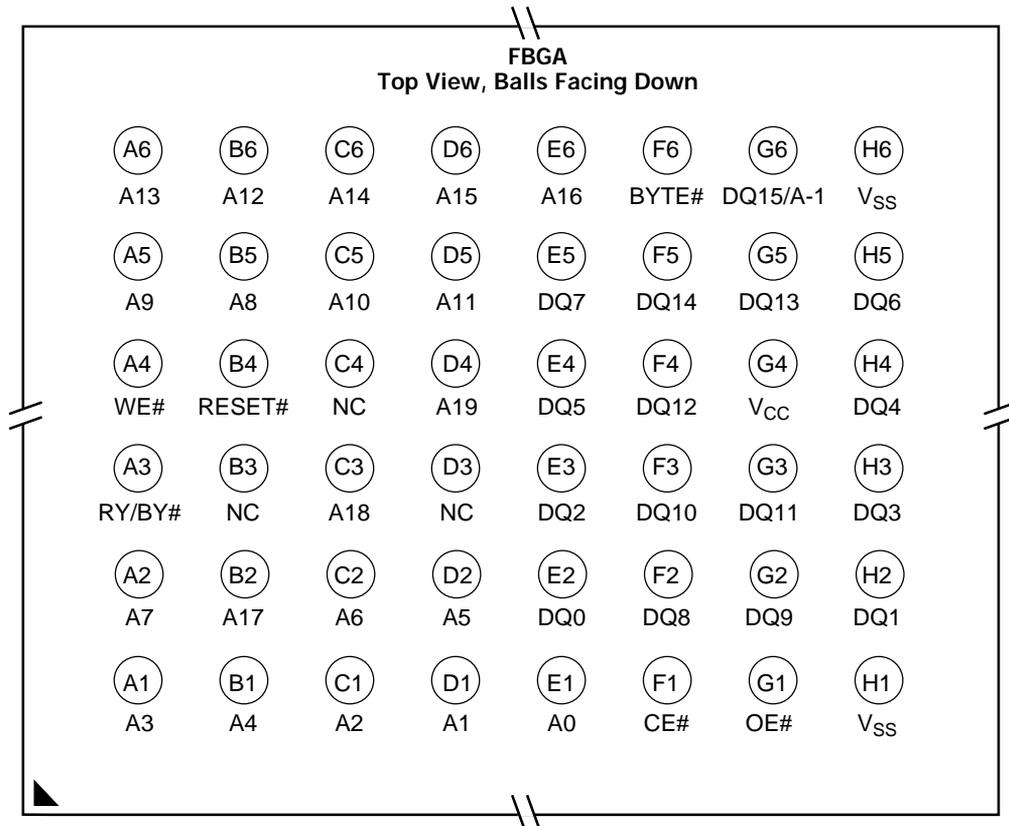 FBGA
Top View, Balls Facing Down
A6 B6 C6 D6 E6 F6 G6 H6
A13 A12 A14 A15 A16 BYTE# DQ15/A-1 VSS
A5 B5 C5 D5 E5 F5 G5 H5
A9 A8 A10 A11 DQ7 DQ14 DQ13 DQ6
A4 B4 C4 D4 E4 F4 G4 H4
WE# RESET# NC A19 DQ5 DQ12 VCC DQ4
A3 B3 C3 D3 E3 F3 G3 H3
RY/BY# NC A18 NC DQ2 DQ10 DQ11 DQ3
A2 B2 C2 D2 E2 F2 G2 H2
A7 A17 A6 A5 DQ0 DQ8 DQ9 DQ1
A1 B1 C1 D1 E1 F1 G1 H1
A3 A4 A2 A1 A0 CE# OE# VSS